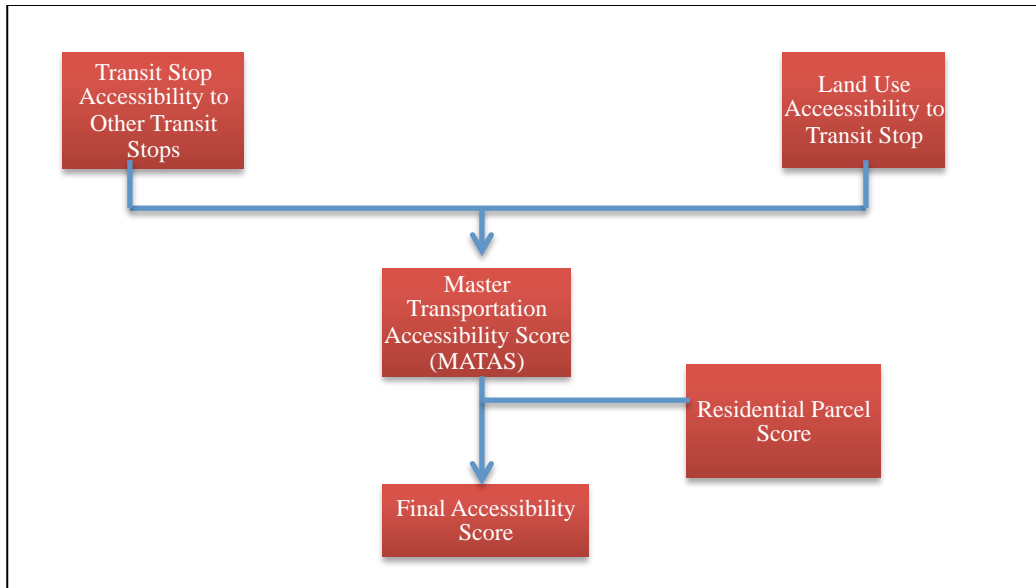 Transit Stop
Accessibility to
Other Transit
Stops
Land Use
Acceessibility to
Transit Stop
Master
Transportation
Accessibility Score
(MATAS)
Residential Parcel
Score
Final Accessibility
Score